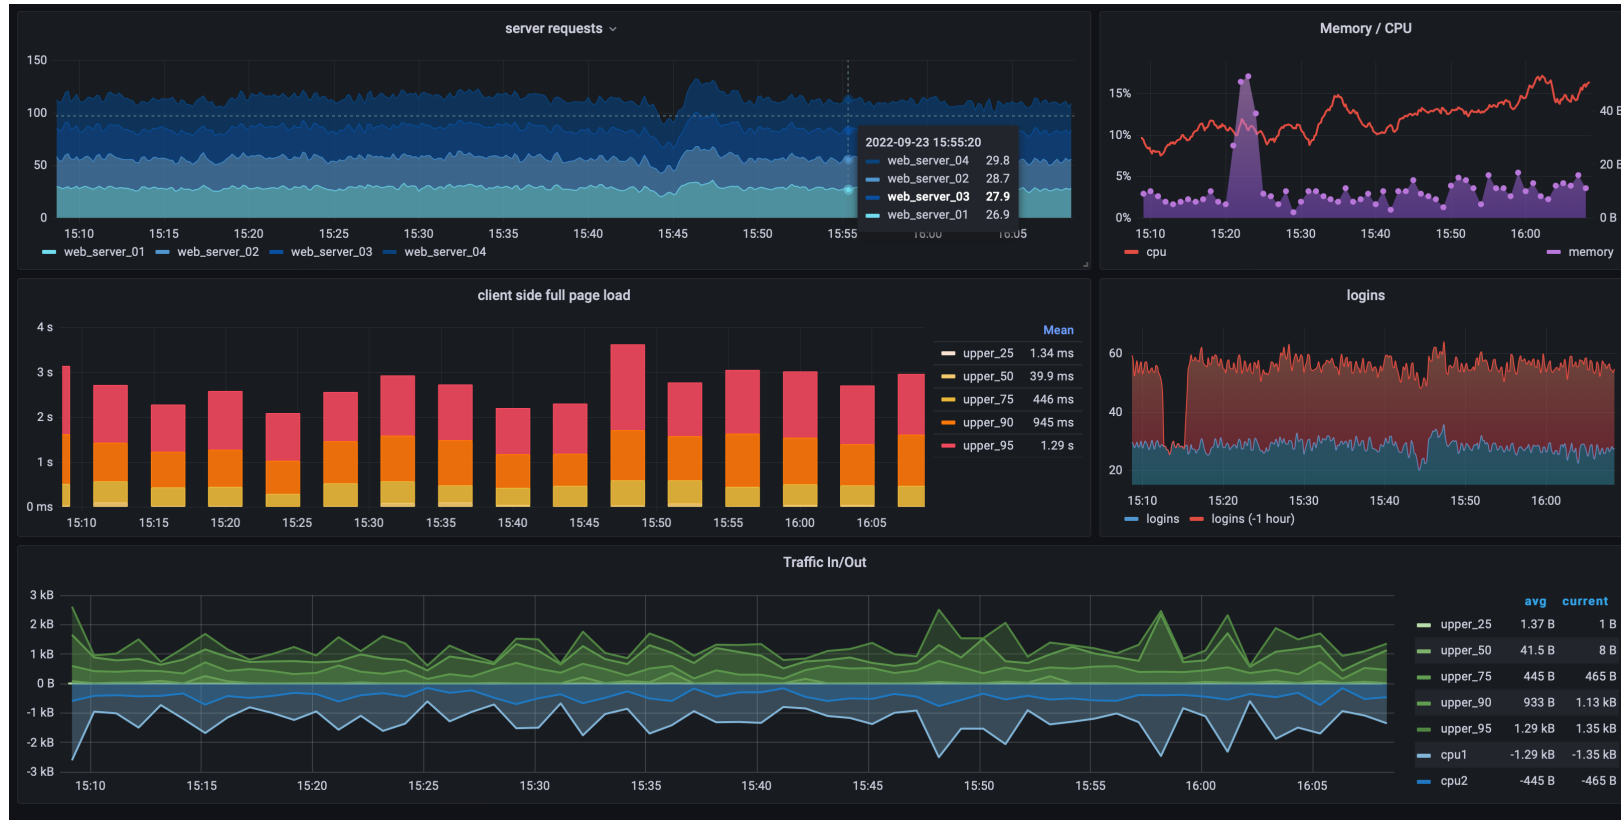 server requests
150
100
50
0
15:10 15:15 15:20 15:25 15:30 15:35 15:40 15:45 15:50 15:55 16:00 16:05
2022-09-23 15:55:20
web_server_04 29.8
web_server_02 28.7
web_server_03 27.9
web_server_01 26.9
web_server_01 web_server_02 web_server_03 web_server_04
Memory / CPU
15%
10%
5%
0%
40 B
20 B
0 B
15:10 15:20 15:30 15:40 15:50 16:00
cpu memory
client side full page load
4 s
3 s
2 s
1 s
0 ms
15:10 15:15 15:20 15:25 15:30 15:35 15:40 15:45 15:50 15:55 16:00 16:05
Mean
upper_25 1.34 ms
upper_50 39.9 ms
upper_75 446 ms
upper_90 945 ms
upper_95 1.29 s
logins
60
40
20
15:10 15:20 15:30 15:40 15:50 16:00
logins logins (-1 hour)
Traffic In/Out
3 kB
2 kB
1 kB
0 B
-1 kB
-2 kB
-3 kB
15:10 15:15 15:20 15:25 15:30 15:35 15:40 15:45 15:50 15:55 16:00 16:05
avg current
upper_25 1.37 B 1 B
upper_50 41.5 B 8 B
upper_75 445 B 465 B
upper_90 933 B 1.13 kB
upper_95 1.29 kB 1.35 kB
cpu1 -1.29 kB -1.35 kB
cpu2 -445 B -465 B